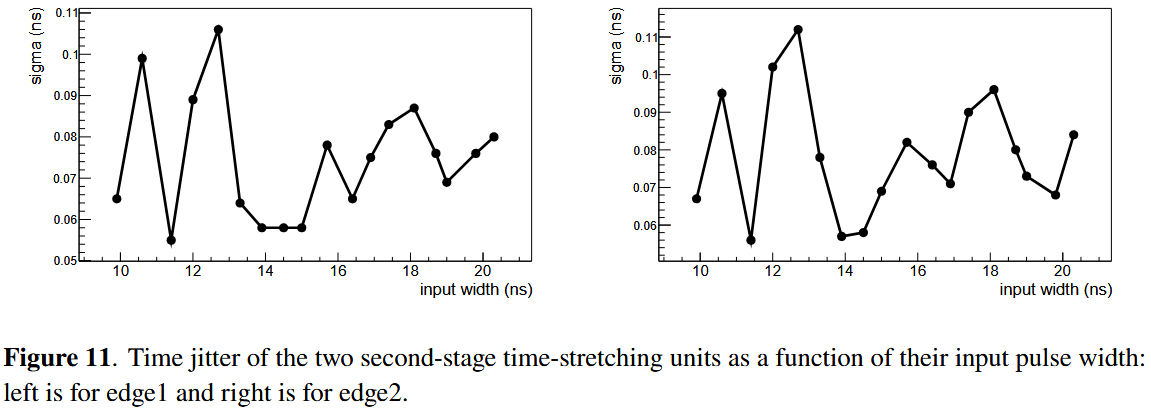 sigma (ns)
0.11
0.1
0.09
0.08
0.07
0.06
0.05
10 12 14 16 18 20
input width (ns)
sigma (ns)
0.11
0.1
0.09
0.08
0.07
0.06
10 12 14 16 18 20
input width (ns)
Figure 11. Time jitter of the two second-stage time-stretching units as a function of their input pulse width:
left is for edge1 and right is for edge2.